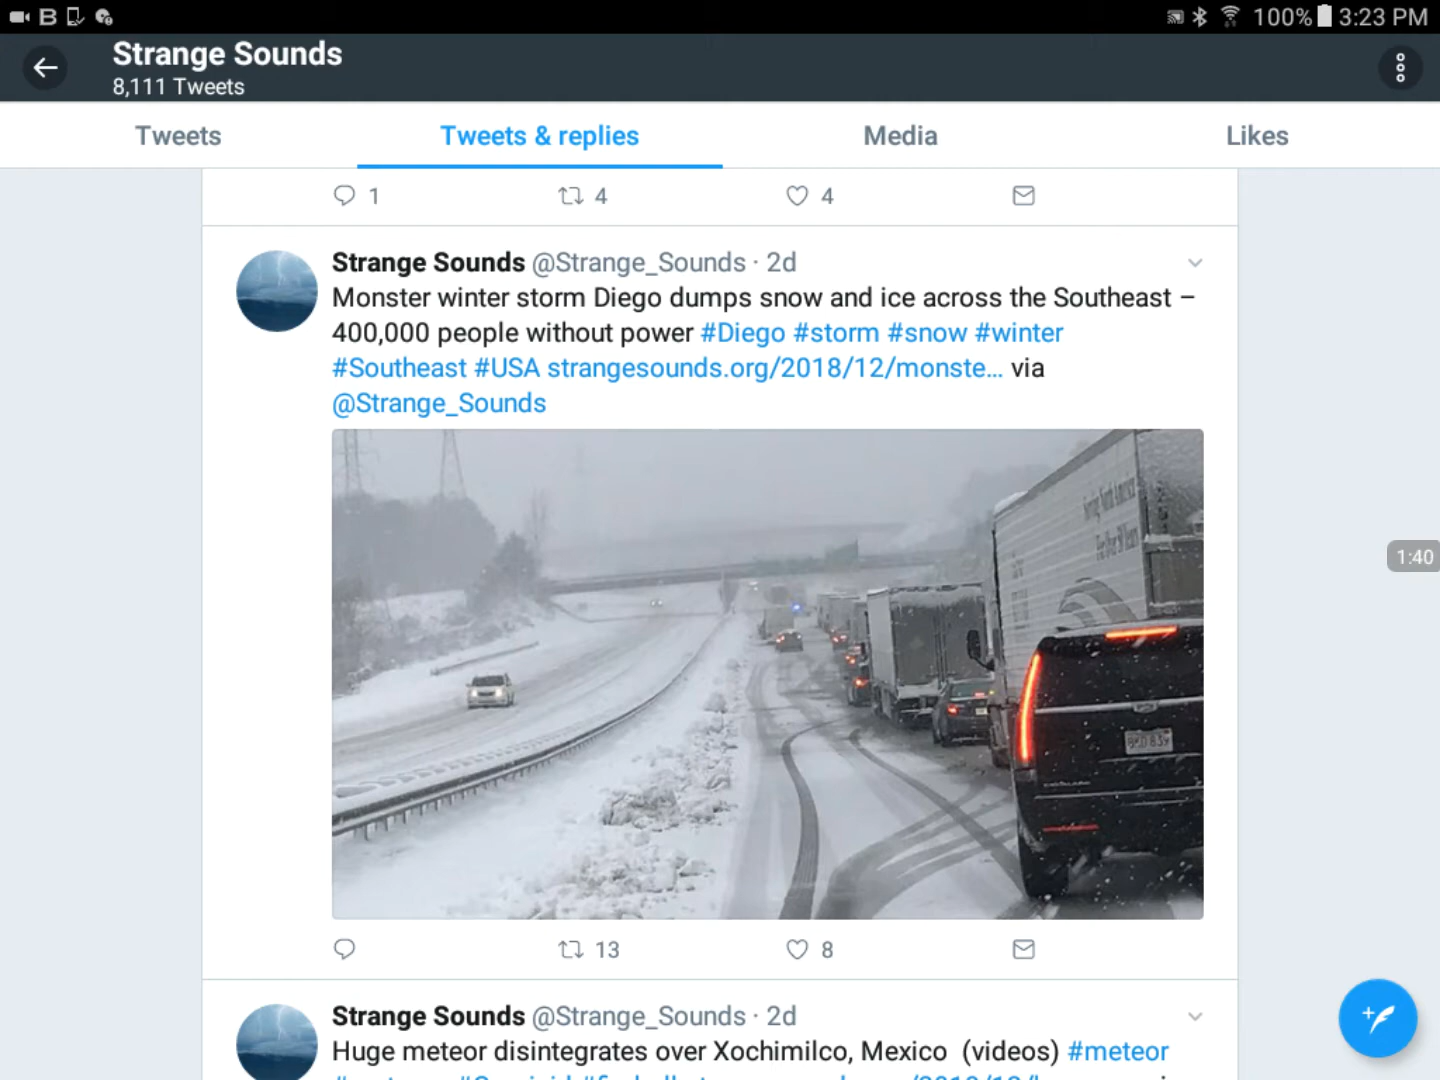 B 100% 3:23 PM
Strange Sounds
8,111 Tweets
Tweets Tweets & replies Media Likes
1 4 4
Strange Sounds @Strange_Sounds · 2d
Monster winter storm Diego dumps snow and ice across the Southeast –
400,000 people without power #Diego #storm #snow #winter
#Southeast #USA strangesounds.org/2018/12/monste... via
@Strange_Sounds
1:40
13 8
Strange Sounds @Strange_Sounds · 2d
Huge meteor disintegrates over Xochimilco, Mexico (videos) #meteor